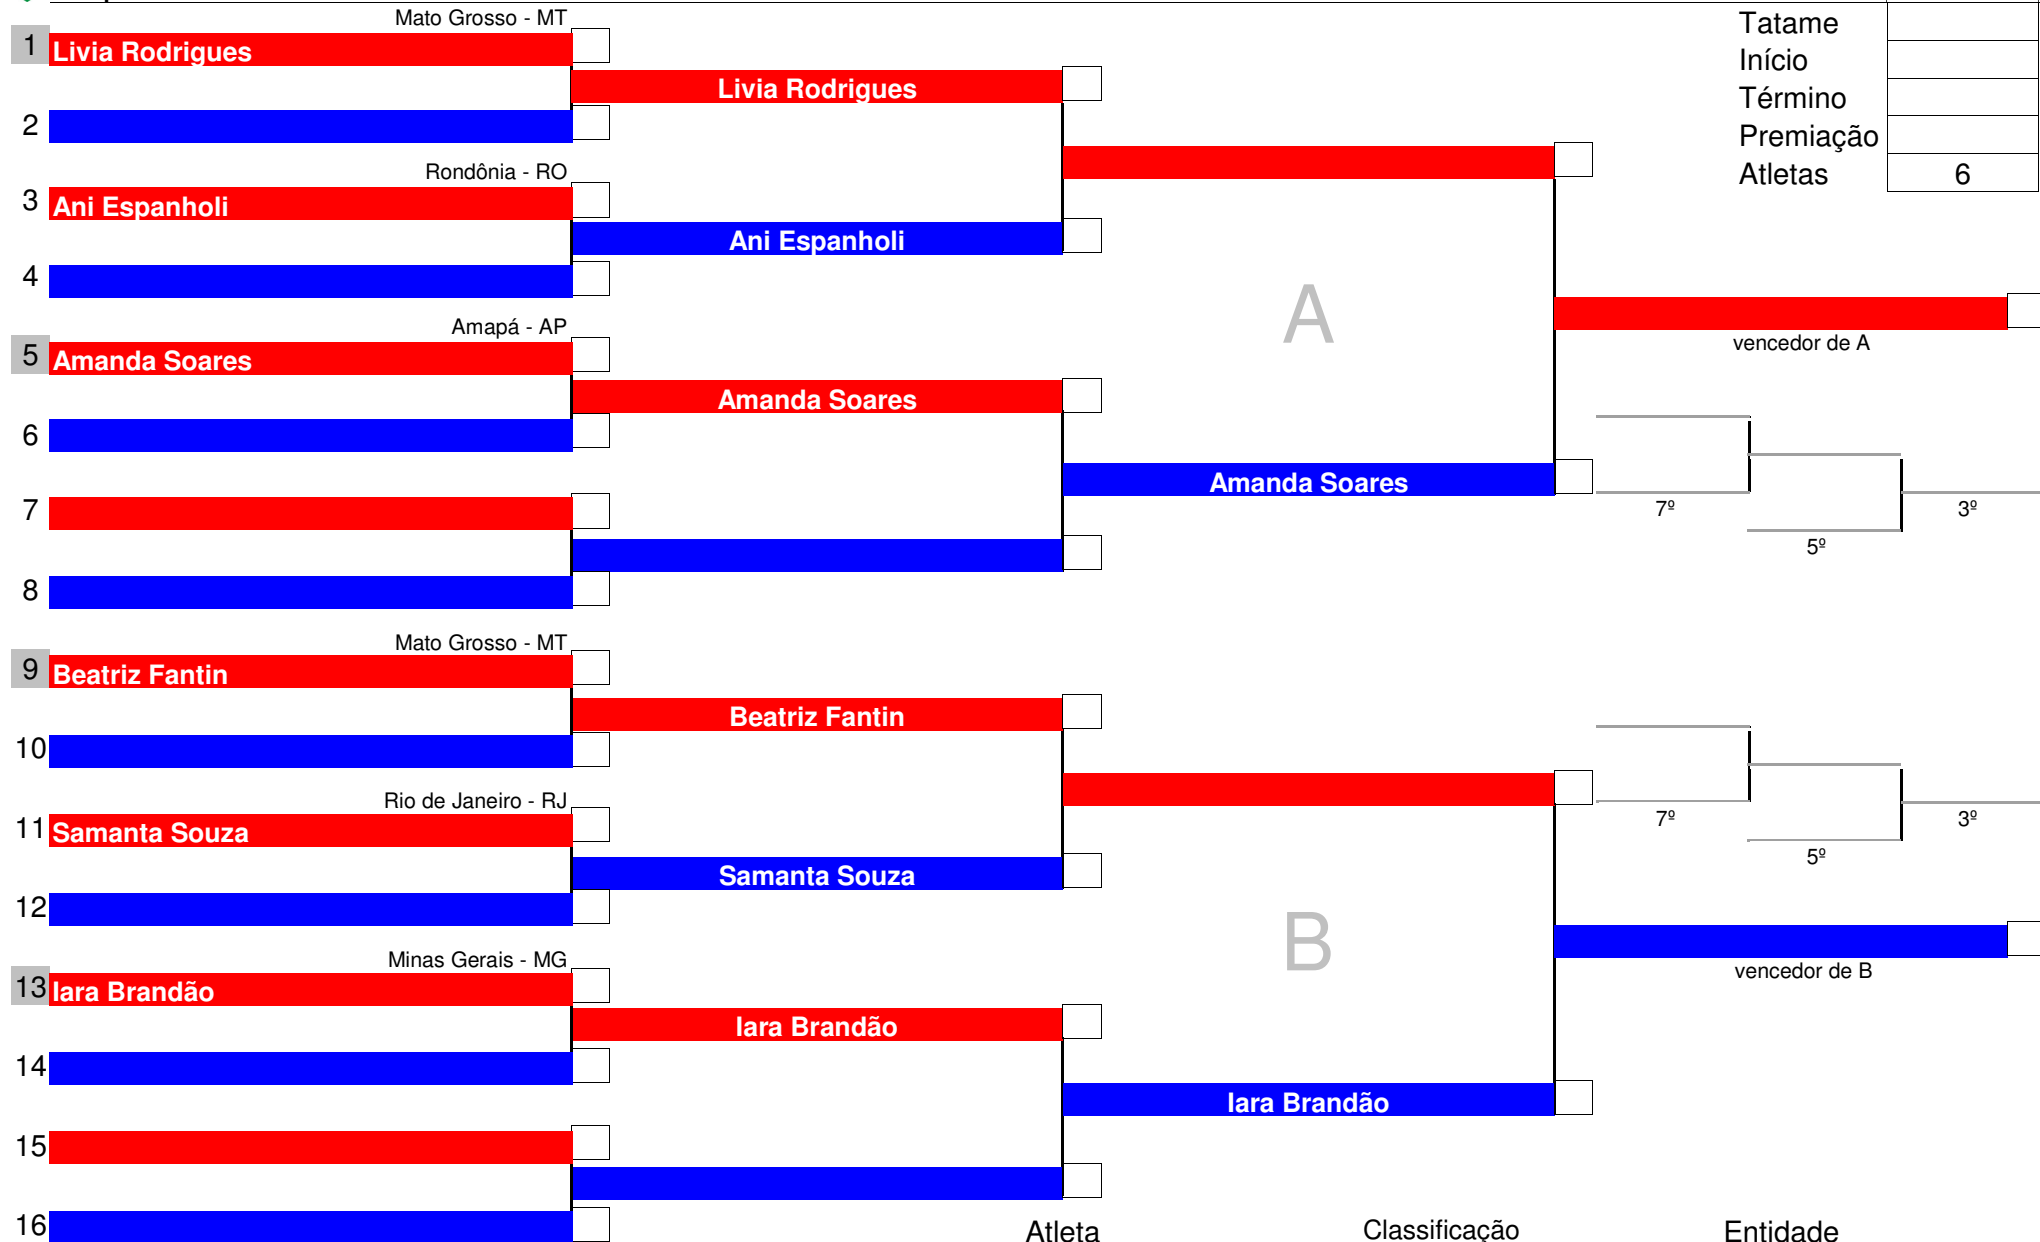 Mato Grosso - MT
Tatame
1 Livia Rodrigues
Início
Livia Rodrigues
Término
2
Premiação
Rondônia - RO
Atletas 6
3 Ani Espanholi
Ani Espanholi
4
A
Amapá - AP
vencedor de A
5 Amanda Soares
Amanda Soares
6
Amanda Soares
7
7º 3º
5º
8
Mato Grosso - MT
9 Beatriz Fantin
Beatriz Fantin
10
Rio de Janeiro - RJ
7º 3º
11 Samanta Souza
5º
Samanta Souza
12
B
Minas Gerais - MG
vencedor de B
13 Iara Brandão
Iara Brandão
14
Iara Brandão
15
16
Atleta Classificação Entidade